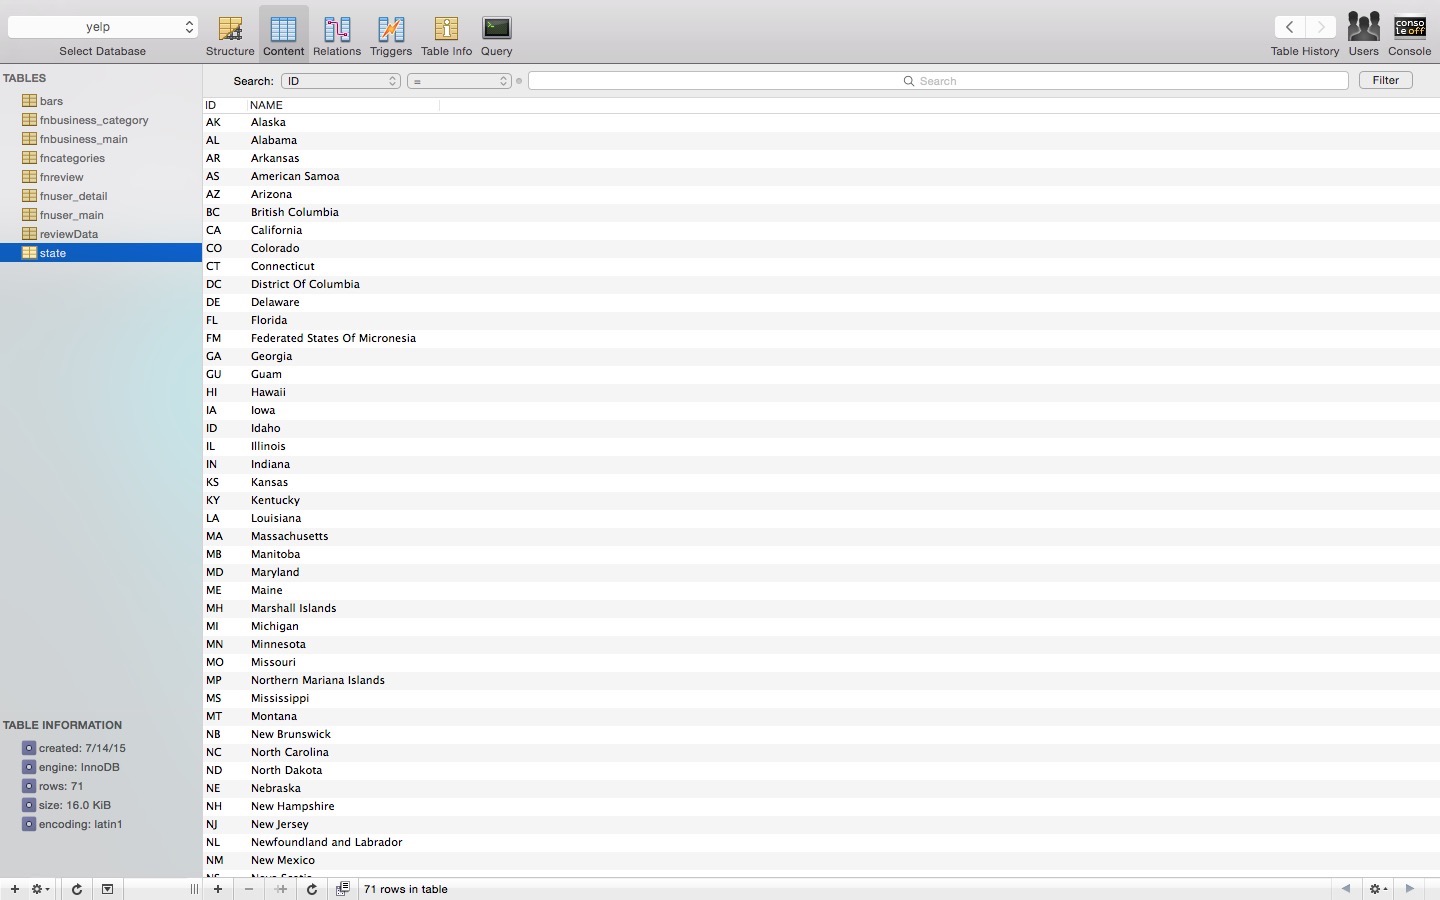 yelp
Select Database
Structure
Content
Relations
Triggers
Table Info
Query
Table History
Users
conso
le off
Console
TABLES
bars
fnbusiness_category
fnbusiness_main
fncategories
fnreview
fnuser_detail
fnuser_main
reviewData
state
TABLE INFORMATION
created: 7/14/15
engine: InnoDB
rows: 71
size: 16.0 KiB
encoding: latin1
Search: ID = Search Filter
ID NAME
AK Alaska
AL Alabama
AR Arkansas
AS American Samoa
AZ Arizona
BC British Columbia
CA California
CO Colorado
CT Connecticut
DC District Of Columbia
DE Delaware
FL Florida
FM Federated States Of Micronesia
GA Georgia
GU Guam
HI Hawaii
IA Iowa
ID Idaho
IL Illinois
IN Indiana
KS Kansas
KY Kentucky
LA Louisiana
MA Massachusetts
MB Manitoba
MD Maryland
ME Maine
MH Marshall Islands
MI Michigan
MN Minnesota
MO Missouri
MP Northern Mariana Islands
MS Mississippi
MT Montana
NB New Brunswick
NC North Carolina
ND North Dakota
NE Nebraska
NH New Hampshire
NJ New Jersey
NL Newfoundland and Labrador
NM New Mexico
71 rows in table